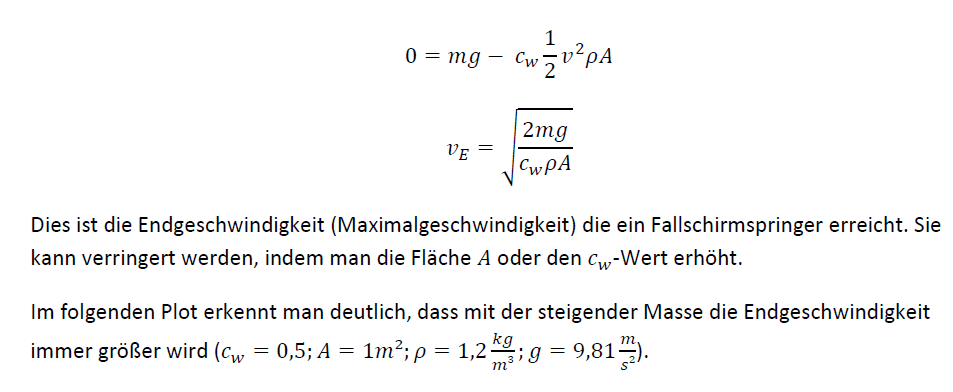 0 = mg − c_w 1/2 v²ρA
v_E = √(2mg / c_wρA)
Dies ist die Endgeschwindigkeit (Maximalgeschwindigkeit) die ein Fallschirmspringer erreicht. Sie
kann verringert werden, indem man die Fläche A oder den c_w-Wert erhöht.
Im folgenden Plot erkennt man deutlich, dass mit der steigender Masse die Endgeschwindigkeit
immer größer wird (c_w = 0,5; A = 1m²; ρ = 1,2 kg/m³; g = 9,81 m/s²).